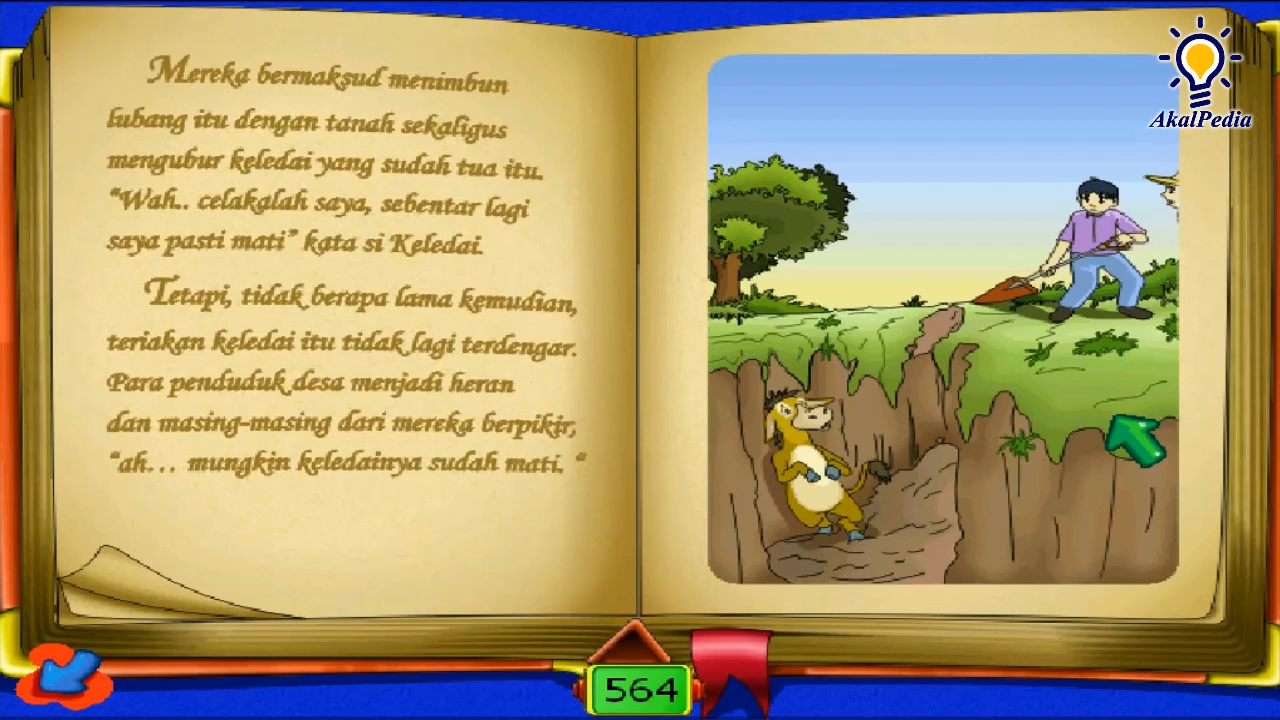 Mereka bermaksud menimbun
lubang itu dengan tanah sekaligus
mengubur keledai yang sudah tua itu.
"Wah.. celakalah saya, sebentar lagi
saya pasti mati" kata si Keledai.
Tetapi, tidak berapa lama kemudian,
teriakan keledai itu tidak lagi terdengar.
Para penduduk desa menjadi heran
dan masing-masing dari mereka berpikir,
"ah... mungkin keledainya sudah mati. "
AkalPedia
564